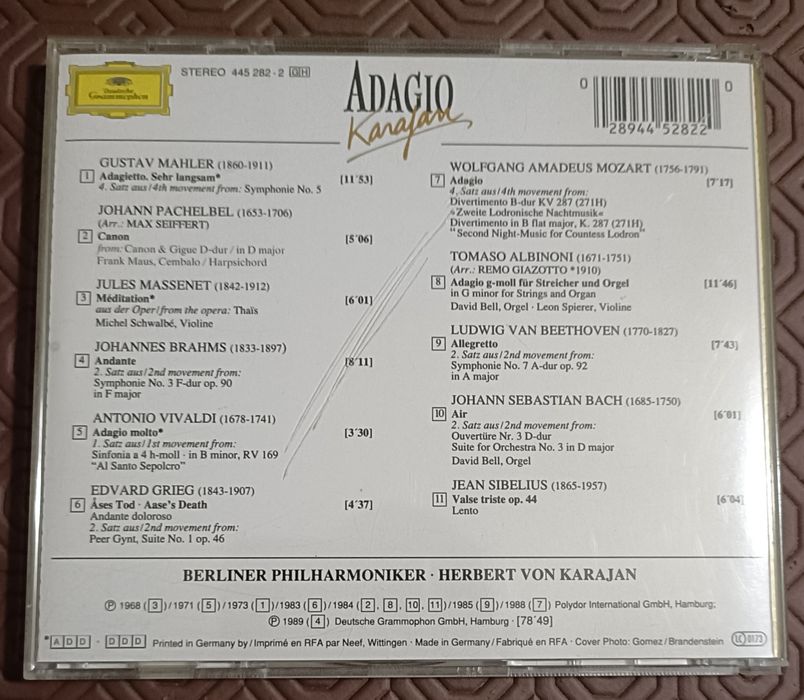 Deutsche
Grammophon
STEREO 445 282-2 GH
ADAGIO
Karajan
0 28944 52822 0
GUSTAV MAHLER (1860-1911)
1 Adagietto. Sehr langsam* [11'53]
4. Satz aus/4th movement from: Symphonie No. 5
JOHANN PACHELBEL (1653-1706)
(Arr.: MAX SEIFFERT)
2 Canon [5'06]
from: Canon & Gigue D-dur / in D major
Frank Maus, Cembalo / Harpsichord
JULES MASSENET (1842-1912)
3 Méditation* [6'01]
aus der Oper/from the opera: Thaïs
Michel Schwalbé, Violine
JOHANNES BRAHMS (1833-1897)
4 Andante [8'11]
2. Satz aus/2nd movement from:
Symphonie No. 3 F-dur op. 90
in F major
ANTONIO VIVALDI (1678-1741)
5 Adagio molto* [3'30]
1. Satz aus/1st movement from:
Sinfonia a 4 h-moll · in B minor, RV 169
"Al Santo Sepolcro"
EDVARD GRIEG (1843-1907)
6 Åses Tod · Aase's Death [4'37]
Andante doloroso
2. Satz aus/2nd movement from:
Peer Gynt, Suite No. 1 op. 46
WOLFGANG AMADEUS MOZART (1756-1791)
7 Adagio [7'17]
4. Satz aus/4th movement from:
Divertimento B-dur KV 287 (271H)
»Zweite Lodronische Nachtmusik«
Divertimento in B flat major, K. 287 (271H)
"Second Night-Music for Countess Lodron"
TOMASO ALBINONI (1671-1751)
(Arr.: REMO GIAZOTTO *1910)
8 Adagio g-moll für Streicher und Orgel [11'46]
in G minor for Strings and Organ
David Bell, Orgel · Leon Spierer, Violine
LUDWIG VAN BEETHOVEN (1770-1827)
9 Allegretto [7'43]
2. Satz aus/2nd movement from:
Symphonie No. 7 A-dur op. 92
in A major
JOHANN SEBASTIAN BACH (1685-1750)
10 Air [6'01]
2. Satz aus/2nd movement from:
Ouvertüre Nr. 3 D-dur
Suite for Orchestra No. 3 in D major
David Bell, Orgel
JEAN SIBELIUS (1865-1957)
11 Valse triste op. 44 [6'04]
Lento
BERLINER PHILHARMONIKER · HERBERT VON KARAJAN
℗ 1968 (3)/1971 (5)/1973 (1)/1983 (6)/1984 (2, 8, 10, 11)/1985 (9)/1988 (7) Polydor International GmbH, Hamburg;
℗ 1989 (4) Deutsche Grammophon GmbH, Hamburg · [78'49]
*ADD · DDD Printed in Germany by / Imprimé en RFA par Neef, Wittingen · Made in Germany / Fabriqué en RFA · Cover Photo: Gomez / Brandenstein LC 0173